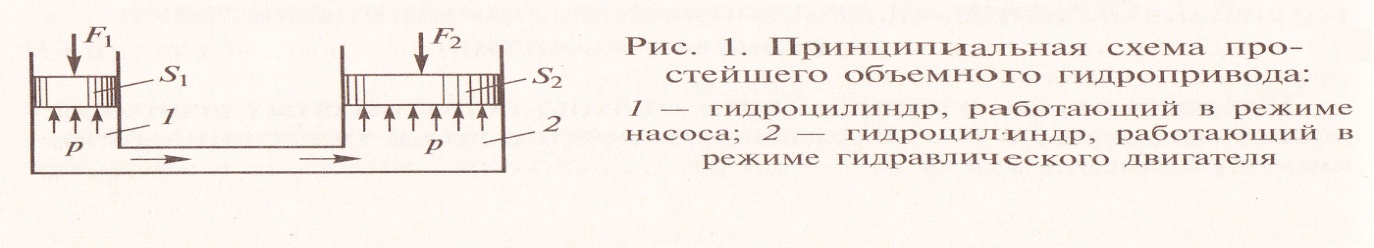 F1
F2
S1
S2
1
2
p
p
Рис. 1. Принципиальная схема про-
стейшего объемного гидропривода:
1 — гидроцилиндр, работающий в режиме
насоса; 2 — гидроцилиндр, работающий в
режиме гидравлического двигателя